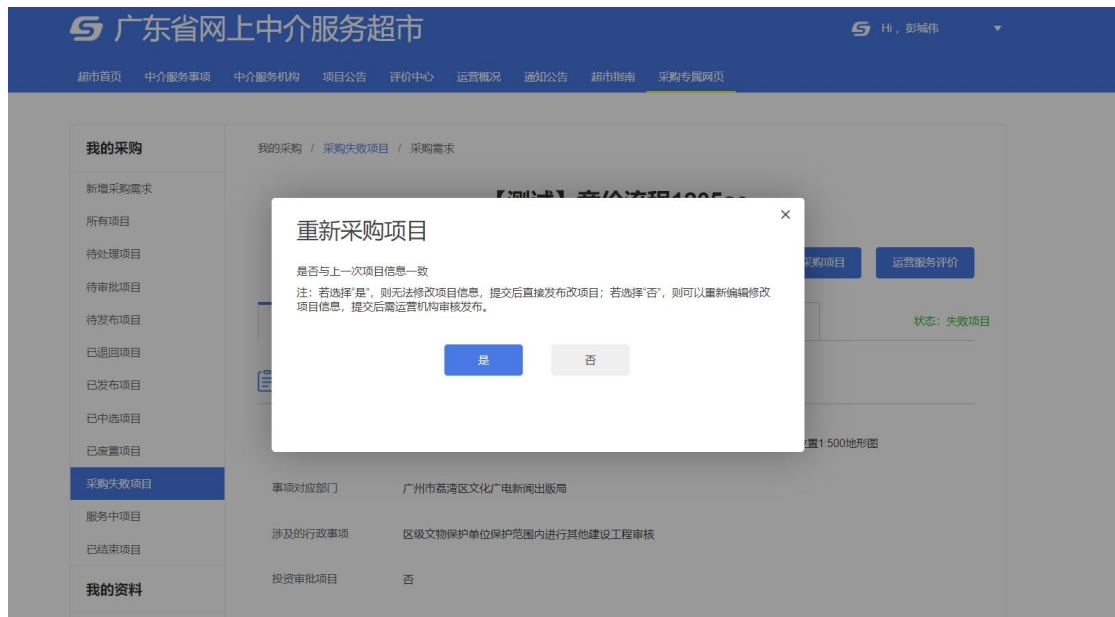 广东省网上中介服务超市
Hi，彭城伟
超市首页 中介服务事项 中介服务机构 项目公告 评价中心 运营概况 通知公告 超市指南 采购专属网页
我的采购
新增采购需求
所有项目
待处理项目
待审批项目
待发布项目
已退回项目
已发布项目
已中选项目
已废置项目
采购失败项目
服务中项目
已结束项目
我的资料
我的采购 / 采购失败项目 / 采购需求
采购项目 运营服务评价
状态：失败项目
重新采购项目
×
是否与上一次项目信息一致
注：若选择"是"，则无法修改项目信息，提交后直接发布改项目；若选择"否"，则可以重新编辑修改
项目信息，提交后需运营机构审核发布。
是 否
置1:500地形图
事项对应部门 广州市荔湾区文化广电新闻出版局
涉及的行政事项 区级文物保护单位保护范围内进行其他建设工程审核
投资审批项目 否